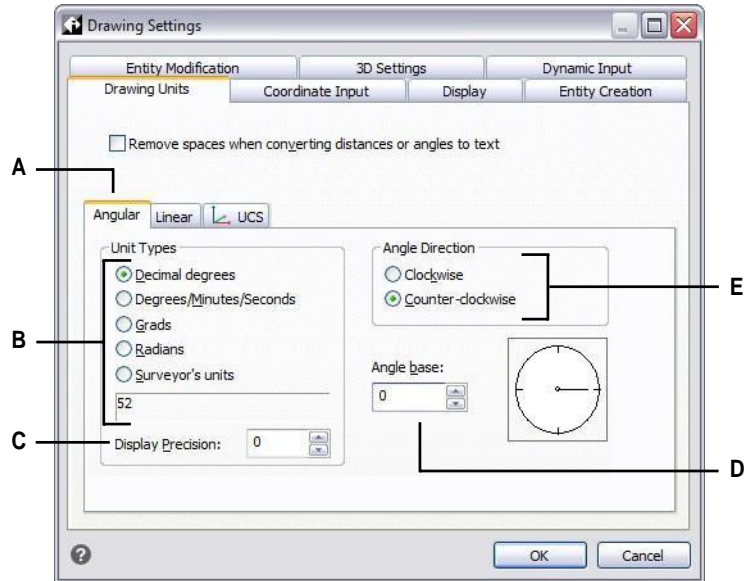 Drawing Settings
Entity Modification 3D Settings Dynamic Input
Drawing Units Coordinate Input Display Entity Creation
Remove spaces when converting distances or angles to text
A
Angular Linear UCS
Unit Types Angle Direction
Decimal degrees Clockwise
E
Degrees/Minutes/Seconds Counter-clockwise
Grads
B
Radians Angle base:
Surveyor's units 0
52
C Display Precision: 0
D
OK Cancel